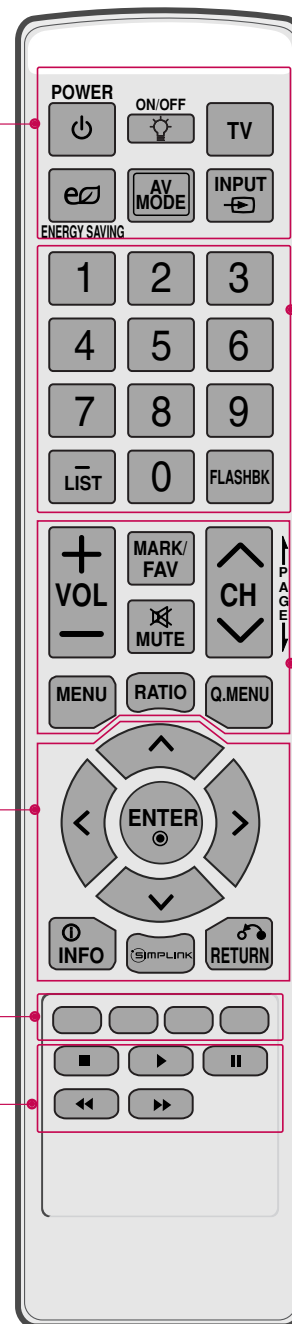 POWER
ON/OFF
TV
ENERGY SAVING
AV
MODE
INPUT
1 2 3
4 5 6
7 8 9
LIST
0
FLASHBK
VOL
MARK/
FAV
MUTE
CH
PAGE
MENU
RATIO
Q.MENU
ENTER
INFO
SIMPLINK
RETURN